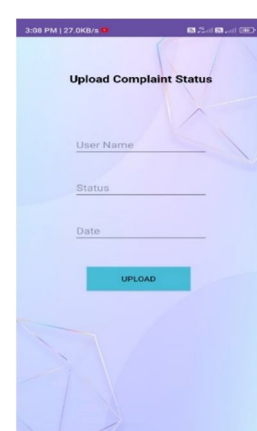 3:08 PM | 27.0KB/s
Upload Complaint Status
User Name
Status
Date
UPLOAD